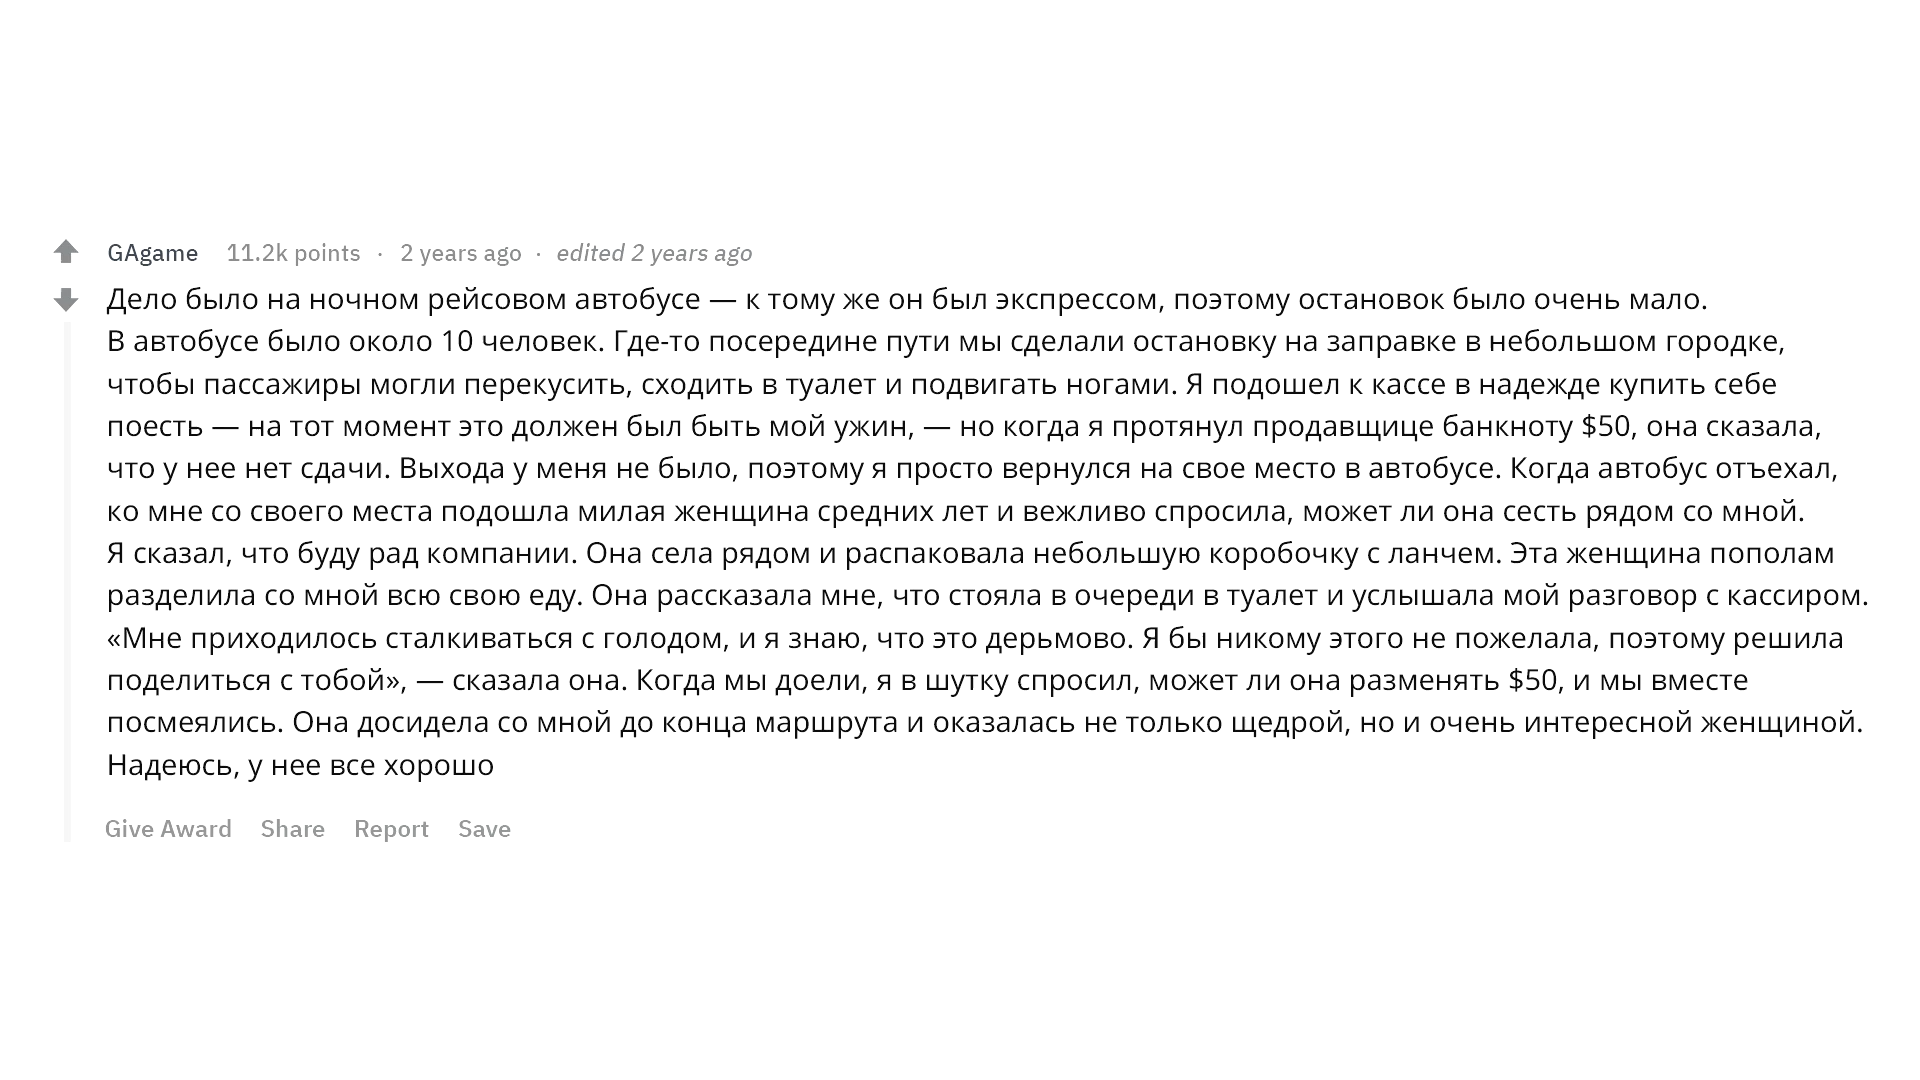 GAgame 11.2k points · 2 years ago · edited 2 years ago
Дело было на ночном рейсовом автобусе — к тому же он был экспрессом, поэтому остановок было очень мало.
В автобусе было около 10 человек. Где-то посередине пути мы сделали остановку на заправке в небольшом городке,
чтобы пассажиры могли перекусить, сходить в туалет и подвигать ногами. Я подошел к кассе в надежде купить себе
поесть — на тот момент это должен был быть мой ужин, — но когда я протянул продавщице банкноту $50, она сказала,
что у нее нет сдачи. Выхода у меня не было, поэтому я просто вернулся на свое место в автобусе. Когда автобус отъехал,
ко мне со своего места подошла милая женщина средних лет и вежливо спросила, может ли она сесть рядом со мной.
Я сказал, что буду рад компании. Она села рядом и распаковала небольшую коробочку с ланчем. Эта женщина пополам
разделила со мной всю свою еду. Она рассказала мне, что стояла в очереди в туалет и услышала мой разговор с кассиром.
«Мне приходилось сталкиваться с голодом, и я знаю, что это дерьмово. Я бы никому этого не пожелала, поэтому решила
поделиться с тобой», — сказала она. Когда мы доели, я в шутку спросил, может ли она разменять $50, и мы вместе
посмеялись. Она досидела со мной до конца маршрута и оказалась не только щедрой, но и очень интересной женщиной.
Надеюсь, у нее все хорошо
Give Award Share Report Save